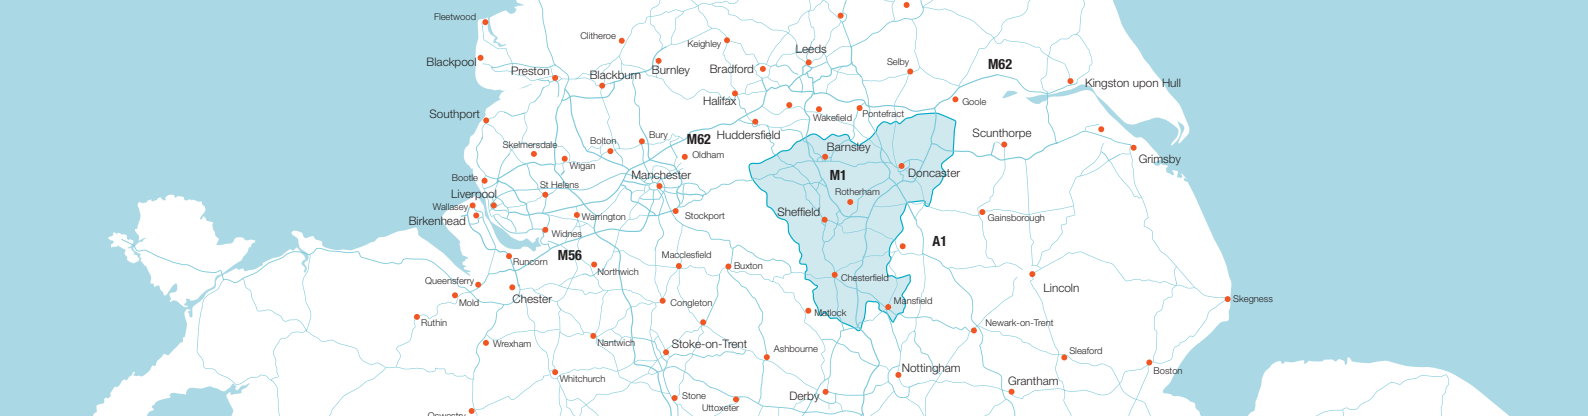 Fleetwood
Clitheroe
Keighley
Leeds
Blackpool
Preston
Blackburn
Burnley
Bradford
Selby
M62
Kingston upon Hull
Halifax
Goole
Southport
Wakefield
Pontefract
Skelmersdale
Bolton
Bury
M62
Huddersfield
Scunthorpe
Wigan
Oldham
Barnsley
Grimsby
Bootle
St Helens
Manchester
M1
Doncaster
Liverpool
Rotherham
Wallasey
Birkenhead
Warrington
Stockport
Sheffield
Gainsborough
Widnes
A1
Runcorn
M56
Macclesfield
Northwich
Buxton
Queensferry
Chesterfield
Lincoln
Mold
Chester
Congleton
Mansfield
Skegness
Ruthin
Matlock
Newark-on-Trent
Wrexham
Nantwich
Stoke-on-Trent
Ashbourne
Sleaford
Whitchurch
Nottingham
Boston
Grantham
Stone
Uttoxeter
Derby
Oswestry